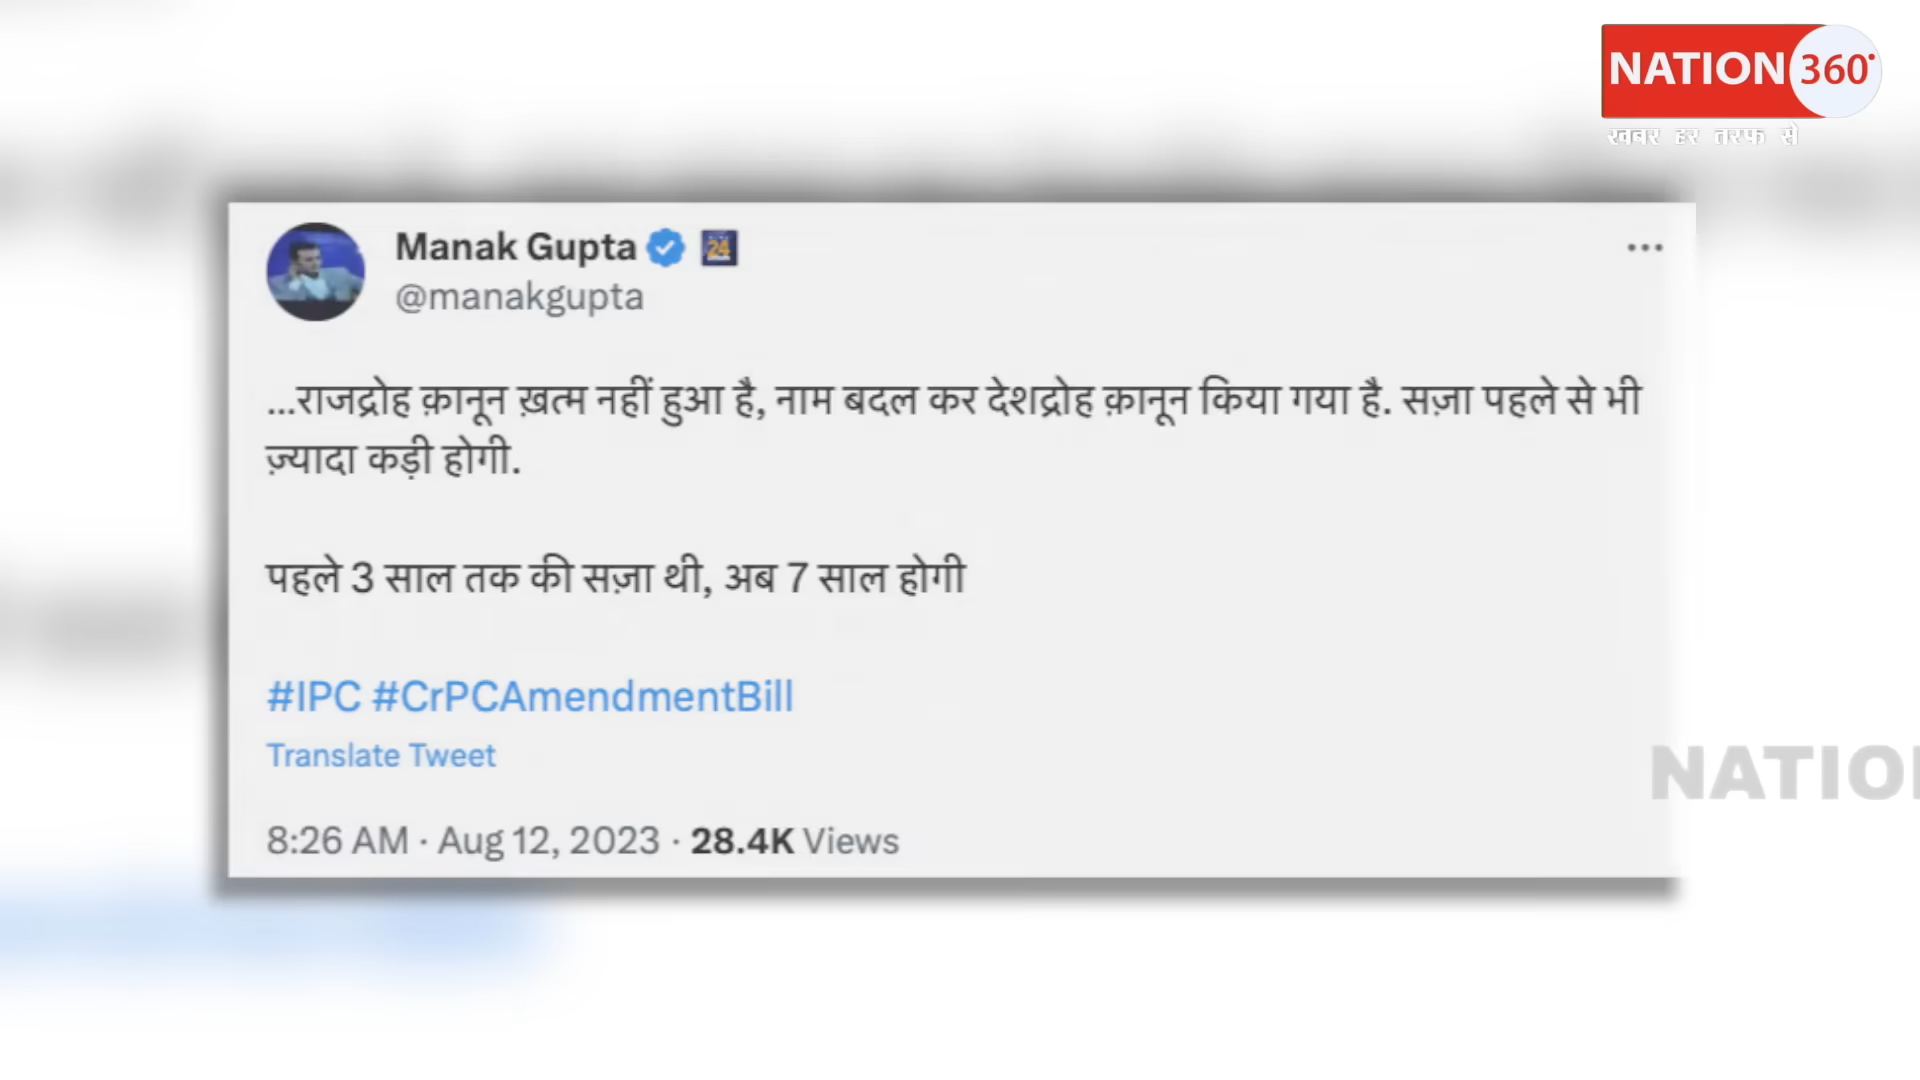 NATION 360°
खबर हर तरफ से
Manak Gupta
24
@manakgupta
...राजद्रोह क़ानून ख़त्म नहीं हुआ है, नाम बदल कर देशद्रोह क़ानून किया गया है. सज़ा पहले से भी
ज़्यादा कड़ी होगी.
पहले 3 साल तक की सज़ा थी, अब 7 साल होगी
#IPC #CrPCAmendmentBill
Translate Tweet
NATIO
8:26 AM · Aug 12, 2023 · 28.4K Views